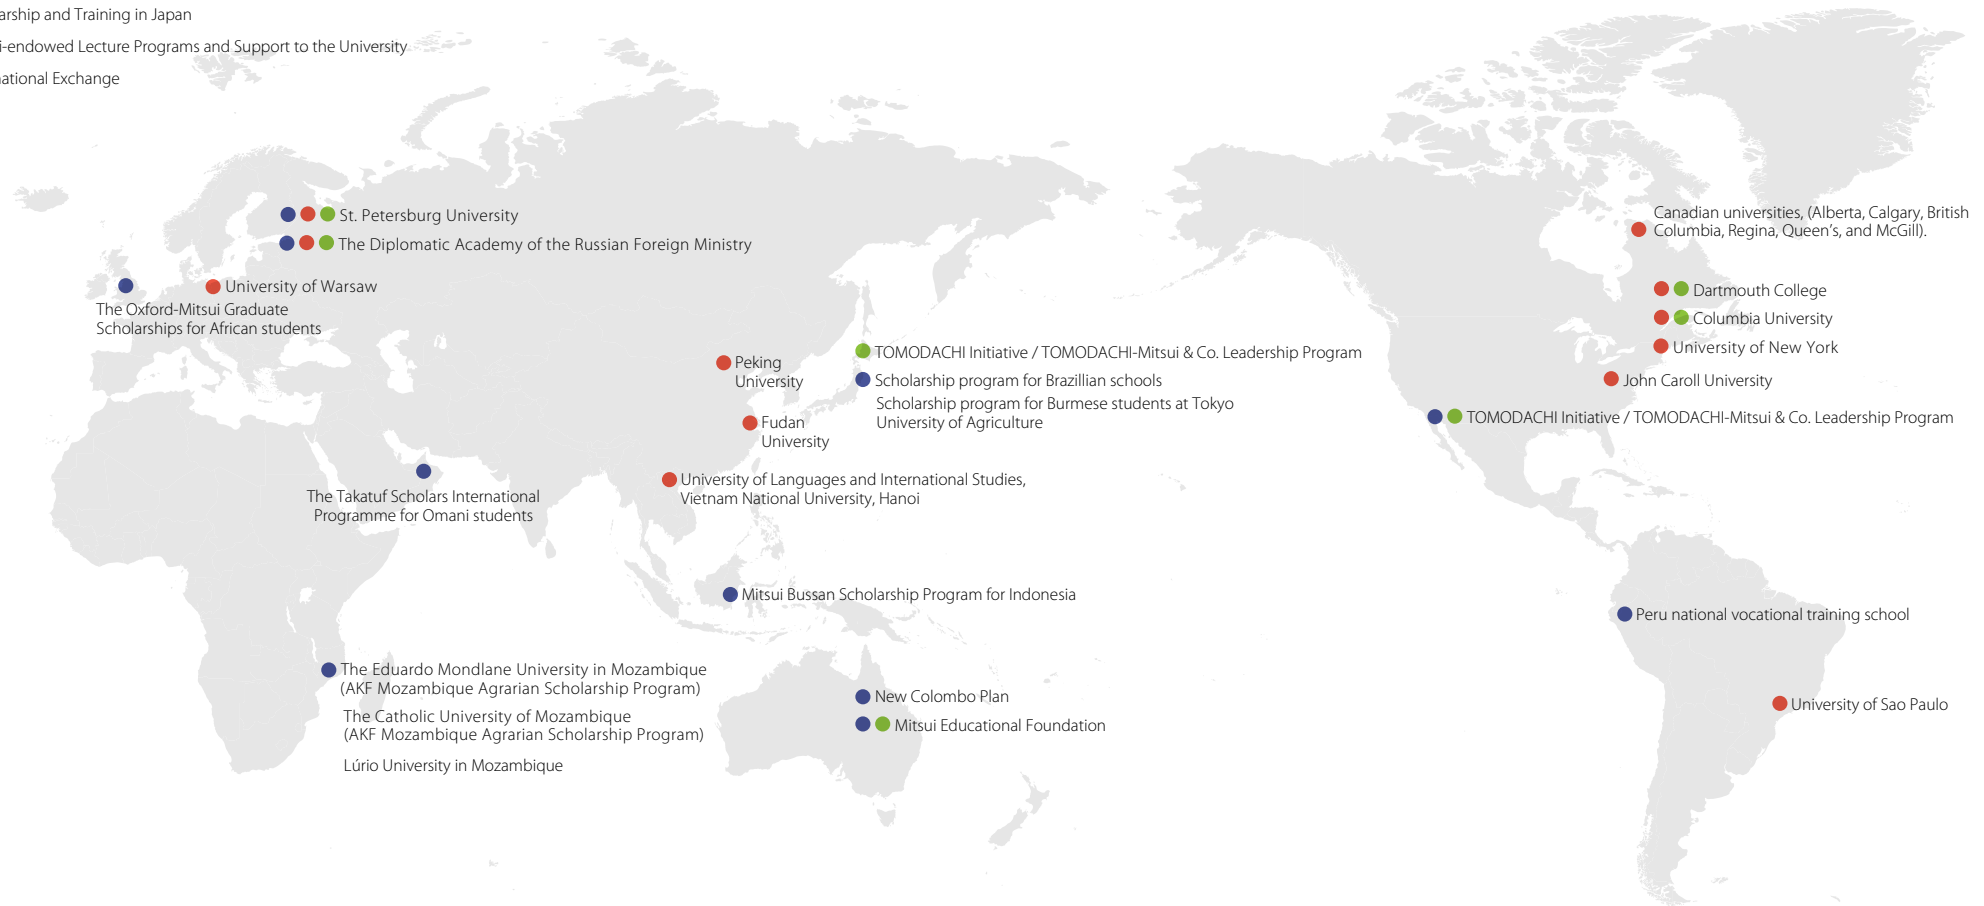 arship and Training in Japan
i-endowed Lecture Programs and Support to the University
national Exchange
St. Petersburg University
The Diplomatic Academy of the Russian Foreign Ministry
University of Warsaw
The Oxford-Mitsui Graduate
Scholarships for African students
Peking
University
Fudan
University
TOMODACHI Initiative / TOMODACHI-Mitsui & Co. Leadership Program
Scholarship program for Brazillian schools
Scholarship program for Burmese students at Tokyo
University of Agriculture
The Takatuf Scholars International
Programme for Omani students
University of Languages and International Studies,
Vietnam National University, Hanoi
Mitsui Bussan Scholarship Program for Indonesia
The Eduardo Mondlane University in Mozambique
(AKF Mozambique Agrarian Scholarship Program)
The Catholic University of Mozambique
(AKF Mozambique Agrarian Scholarship Program)
Lúrio University in Mozambique
New Colombo Plan
Mitsui Educational Foundation
Canadian universities, (Alberta, Calgary, British
Columbia, Regina, Queen's, and McGill).
Dartmouth College
Columbia University
University of New York
John Caroll University
TOMODACHI Initiative / TOMODACHI-Mitsui & Co. Leadership Program
Peru national vocational training school
University of Sao Paulo